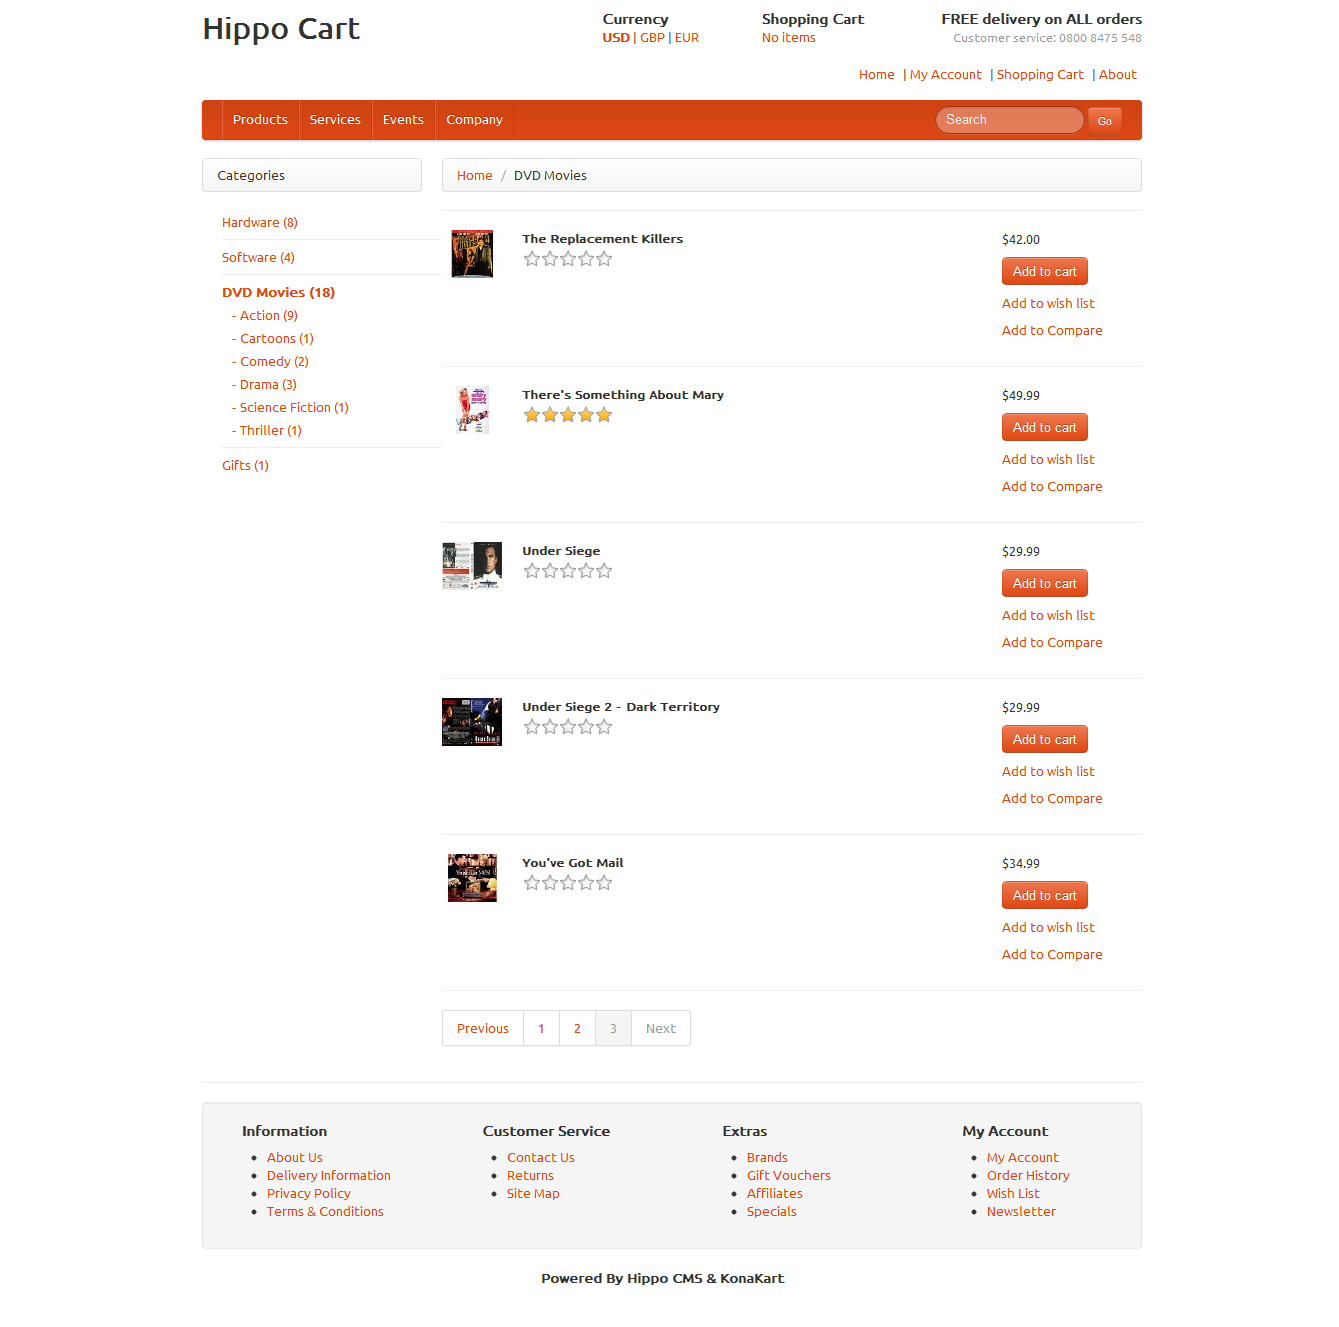 Hippo Cart
Currency
USD | GBP | EUR
Shopping Cart
No items
FREE delivery on ALL orders
Customer service: 0800 8475 548
Home | My Account | Shopping Cart | About
Products Services Events Company
Search Go
Categories
Hardware (8)
Software (4)
DVD Movies (18)
- Action (9)
- Cartoons (1)
- Comedy (2)
- Drama (3)
- Science Fiction (1)
- Thriller (1)
Gifts (1)
Home / DVD Movies
The Replacement Killers
$42.00
Add to cart
Add to wish list
Add to Compare
There's Something About Mary
$49.99
Add to cart
Add to wish list
Add to Compare
Under Siege
$29.99
Add to cart
Add to wish list
Add to Compare
Under Siege 2 - Dark Territory
$29.99
Add to cart
Add to wish list
Add to Compare
You've Got Mail
$34.99
Add to cart
Add to wish list
Add to Compare
Previous 1 2 3 Next
Information
About Us
Delivery Information
Privacy Policy
Terms & Conditions
Customer Service
Contact Us
Returns
Site Map
Extras
Brands
Gift Vouchers
Affiliates
Specials
My Account
My Account
Order History
Wish List
Newsletter
Powered By Hippo CMS & KonaKart